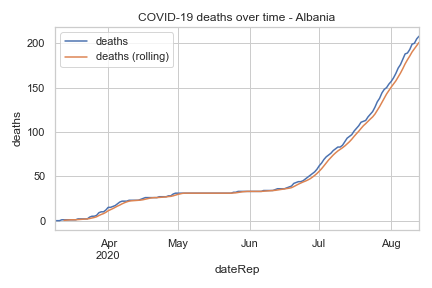 COVID-19 deaths over time - Albania
deaths
deaths (rolling)
200
150
100
50
0
deaths
Apr
2020
May
Jun
Jul
Aug
dateRep